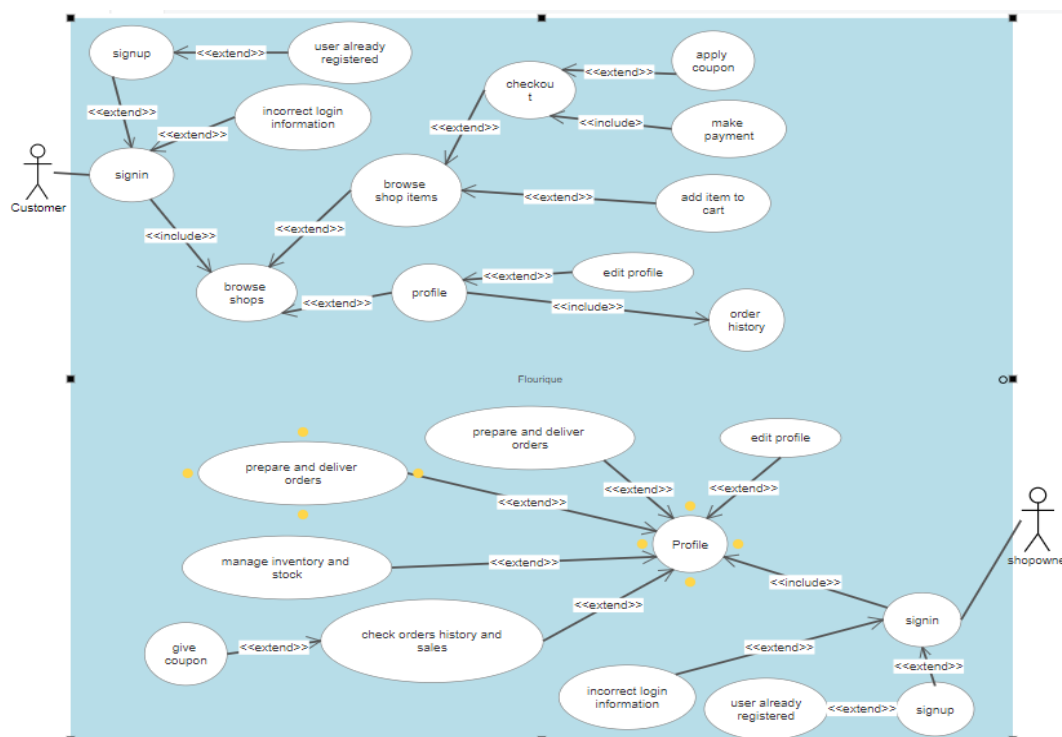 signup
<<extend>>
user already
registered
apply
coupon
<<extend>>
checkou
t
<<extend>>
incorrect login
information
<<extend>>
<<extend>>
<<include>
make
payment
Customer
signin
browse
shop items
<<extend>>
add item to
cart
<<include>>
<<extend>>
browse
shops
<<extend>>
profile
<<extend>>
edit profile
<<include>>
order
history
Flourique
prepare and deliver
orders
prepare and deliver
orders
edit profile
<<extend>>
<<extend>>
<<extend>>
Profile
shopowne
manage inventory and
stock
<<extend>>
<<include>>
<<extend>>
give
coupon
<<extend>>
check orders history and
sales
signin
<<extend>>
<<extend>>
incorrect login
information
user already
registered
<<extend>>
signup